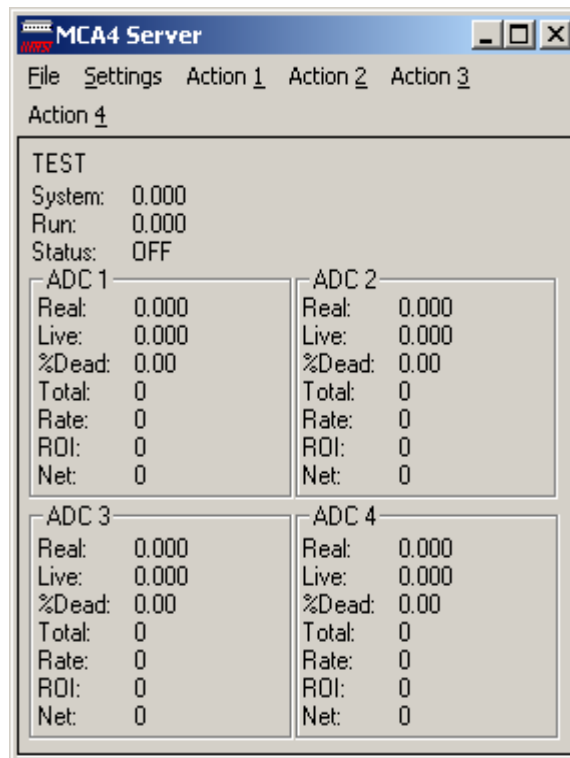 MCA4 Server
File Settings Action 1 Action 2 Action 3
Action 4
TEST
System: 0.000
Run: 0.000
Status: OFF
ADC 1
Real: 0.000
Live: 0.000
%Dead: 0.00
Total: 0
Rate: 0
ROI: 0
Net: 0
ADC 2
Real: 0.000
Live: 0.000
%Dead: 0.00
Total: 0
Rate: 0
ROI: 0
Net: 0
ADC 3
Real: 0.000
Live: 0.000
%Dead: 0.00
Total: 0
Rate: 0
ROI: 0
Net: 0
ADC 4
Real: 0.000
Live: 0.000
%Dead: 0.00
Total: 0
Rate: 0
ROI: 0
Net: 0